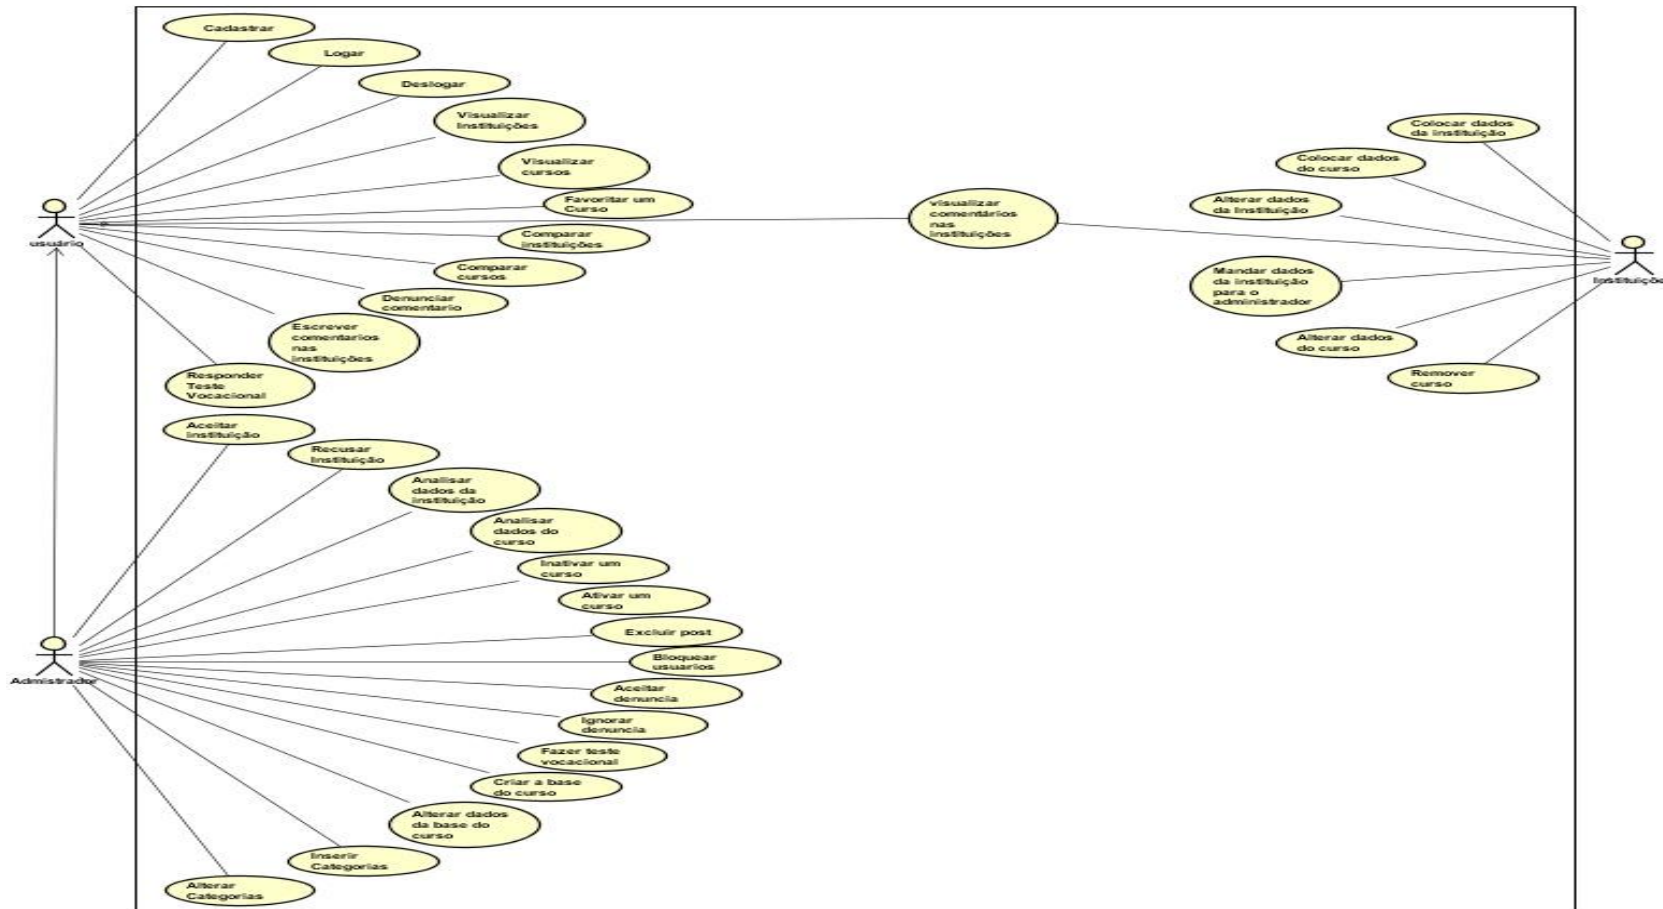 Cadastrar
Logar
Deslogar
Visualizar
Instituições
Visualizar
cursos
Favoritar um
Curso
Comparar
instituições
Comparar
cursos
Denunciar
comentario
Escrever
comentarios
nas
instituições
Responder
Teste
Vocacional
usuário
visualizar
comentários
nas
Instituições
Colocar dados
da instituição
Colocar dados
do curso
Alterar dados
da Instituição
Mandar dados
da instituição
para o
administrador
Alterar dados
do curso
Remover
curso
Instituiçõe
Aceitar
instituição
Recusar
Instituição
Analisar
dados da
instituição
Analisar
dados do
curso
Inativar um
curso
Ativar um
curso
Excluir post
Bloquear
usuarios
Aceitar
denuncia
Ignorar
denuncia
Fazer teste
vocacional
Criar a base
do curso
Alterar dados
da base do
curso
Inserir
Categorias
Alterar
Categorias
Admistrador